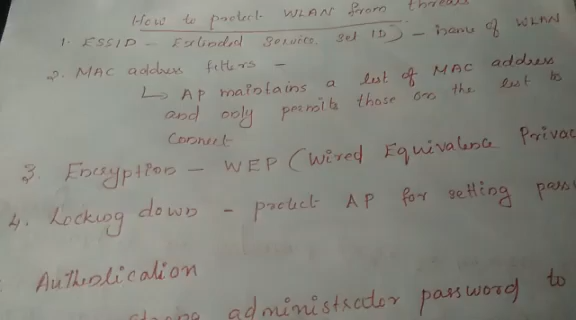 How to protect WLAN from threats
1. ESSID - Extended Service Set ID) - name of WLAN
2. MAC address filters -
↳ AP maintains a list of MAC address
and only permits those on the list to
connect
3. Encryption - WEP (Wired Equivalence Privac
4. Locking down - protect AP for setting pass
Authentication
strong administrator password to